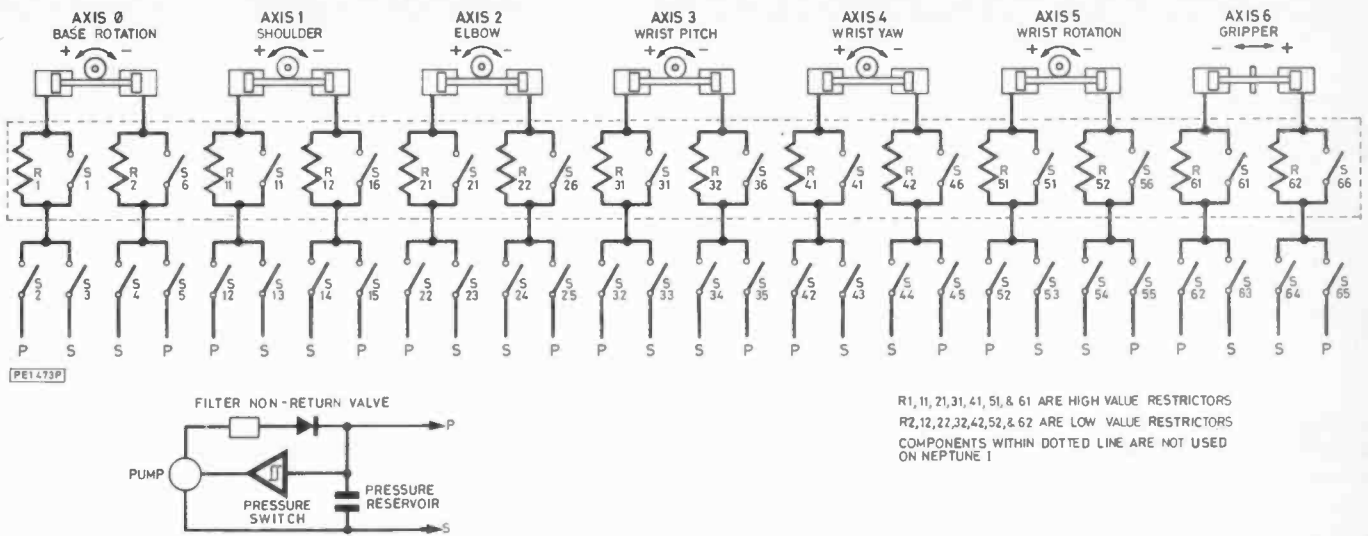 AXIS 0 AXIS 1 AXIS 2 AXIS 3 AXIS 4 AXIS 5 AXIS 6
BASE ROTATION SHOULDER ELBOW WRIST PITCH WRIST YAW WRIST ROTATION GRIPPER
+ - + - + - + - + - + - - +
R 1 S 1 R 2 S 6 R 11 S 11 R 12 S 16 R 21 S 21 R 22 S 26 R 31 S 31 R 32 S 36 R 41 S 41 R 42 S 46 R 51 S 51 R 52 S 56 R 61 S 61 R 62 S 66
S 2 S 3 S 4 S 5 S 12 S 13 S 14 S 15 S 22 S 23 S 24 S 25 S 32 S 33 S 34 S 35 S 42 S 43 S 44 S 45 S 52 S 53 S 54 S 55 S 62 S 63 S 64 S 65
P S S P P S S P P S S P P S S P P S S P P S S P P S S P
PE1473P
FILTER NON-RETURN VALVE
P
PUMP
PRESSURE SWITCH
PRESSURE RESERVOIR
S
R1, 11, 21, 31, 41, 51, & 61 ARE HIGH VALUE RESTRICTORS
R2, 12, 22, 32, 42, 52, & 62 ARE LOW VALUE RESTRICTORS
COMPONENTS WITHIN DOTTED LINE ARE NOT USED
ON NEPTUNE I